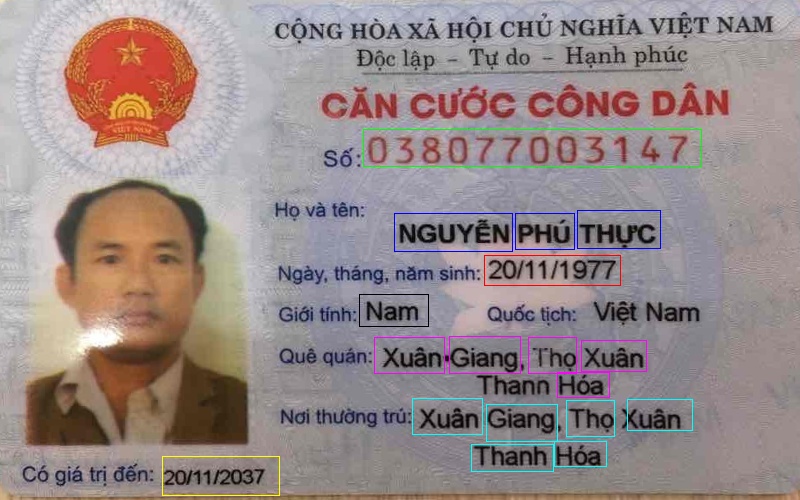 CỘNG HÒA XÃ HỘI CHỦ NGHĨA VIỆT NAM
Độc lập - Tự do - Hạnh phúc
CĂN CƯỚC CÔNG DÂN
Số: 038077003147
Họ và tên:
NGUYỄN PHÚ THỰC
Ngày, tháng, năm sinh: 20/11/1977
Giới tính: Nam Quốc tịch: Việt Nam
Quê quán: Xuân Giang, Thọ Xuân
Thanh Hóa
Nơi thường trú: Xuân Giang, Thọ Xuân
Thanh Hóa
Có giá trị đến: 20/11/2037
VIỆT NAM